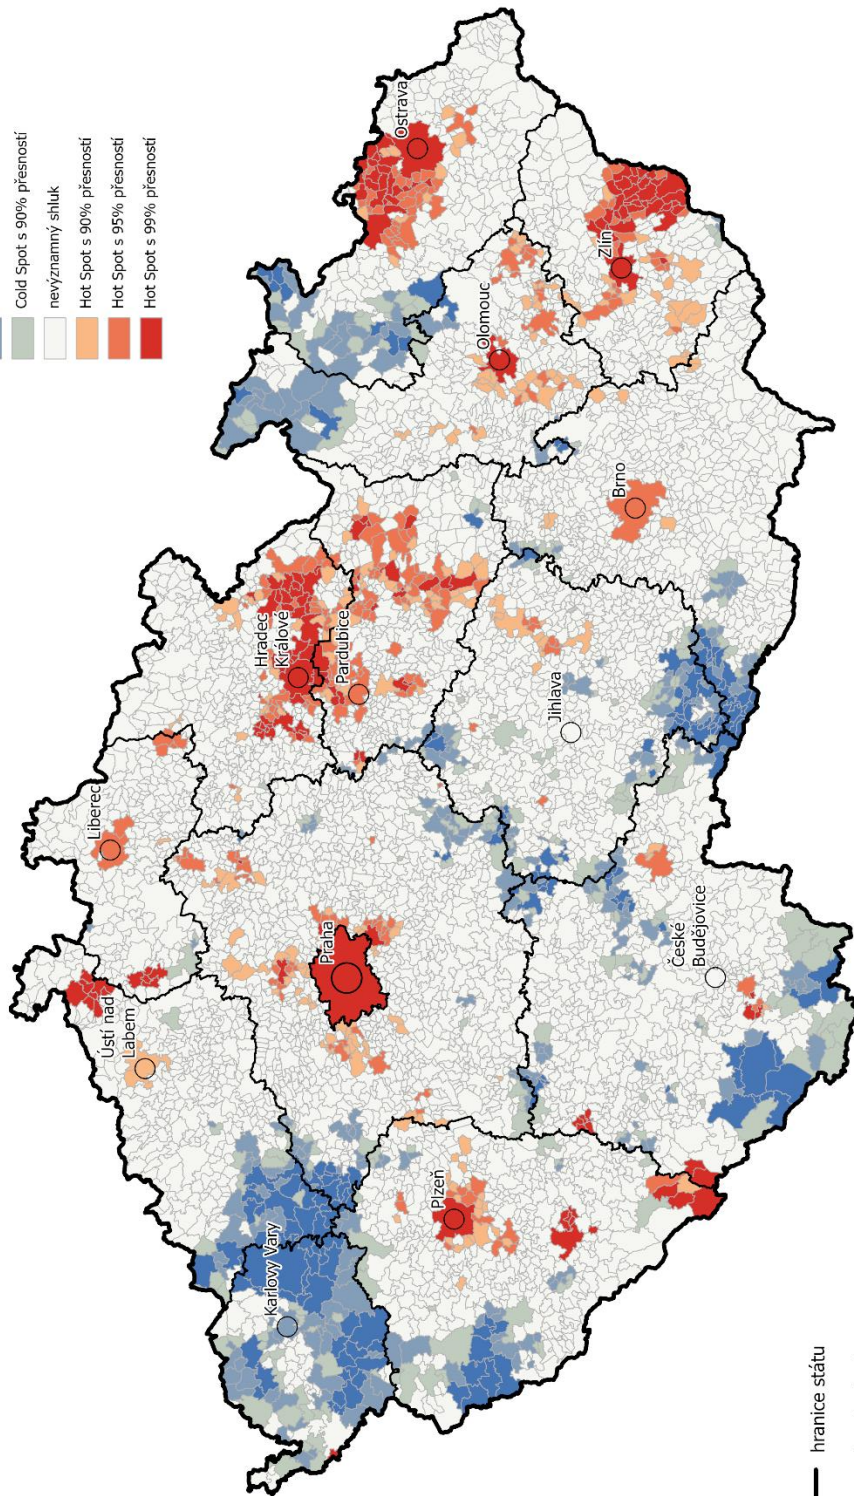 Cold Spot s 90% přesností
nevýznamný shluk
Hot Spot s 90% přesností
Hot Spot s 95% přesností
Hot Spot s 99% přesností
Ostrava
Zlín
Olomouc
Brno
Hradec
Králové
Pardubice
Jihlava
Liberec
Praha
Ústí nad
Labem
České
Budějovice
Plzeň
Karlovy Vary
hranice státu